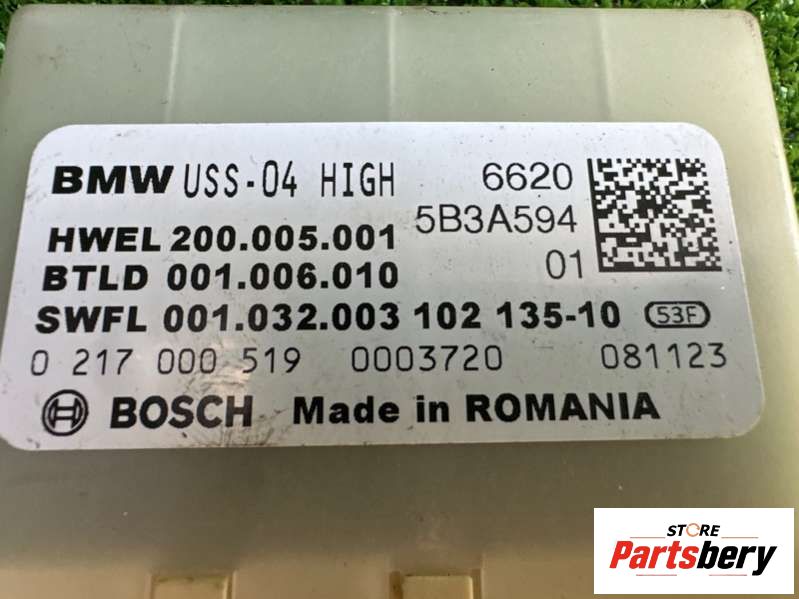 BMW USS-04 HIGH 6620
5B3A594
HWEL 200.005.001
BTLD 001.006.010 01
SWFL 001.032.003 102 135-10 53F
0 217 000 519 0003720 081123
BOSCH Made in ROMANIA
STORE
Partsbery